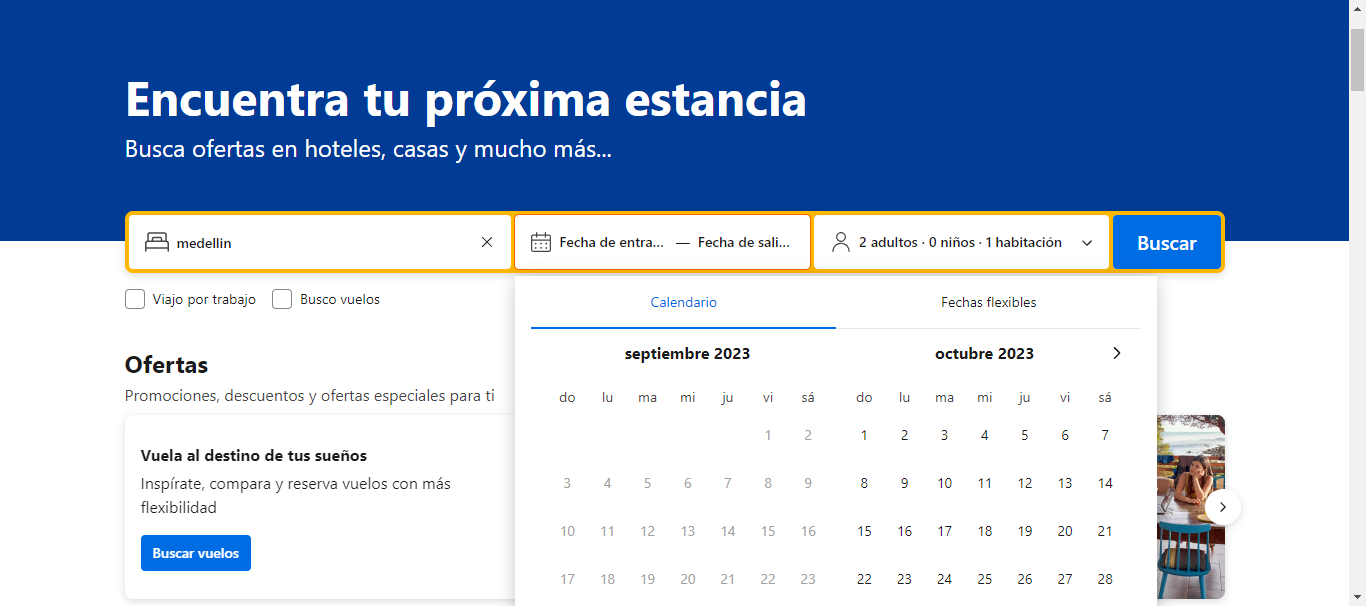 Encuentra tu próxima estancia
Busca ofertas en hoteles, casas y mucho más...
medellin
Fecha de entra... — Fecha de sali...
2 adultos · 0 niños · 1 habitación
Buscar
Viajo por trabajo
Busco vuelos
Calendario
Fechas flexibles
septiembre 2023
do lu ma mi ju vi sá
1 2
3 4 5 6 7 8 9
10 11 12 13 14 15 16
17 18 19 20 21 22 23
octubre 2023
do lu ma mi ju vi sá
1 2 3 4 5 6 7
8 9 10 11 12 13 14
15 16 17 18 19 20 21
22 23 24 25 26 27 28
Ofertas
Promociones, descuentos y ofertas especiales para ti
Vuela al destino de tus sueños
Inspírate, compara y reserva vuelos con más
flexibilidad
Buscar vuelos